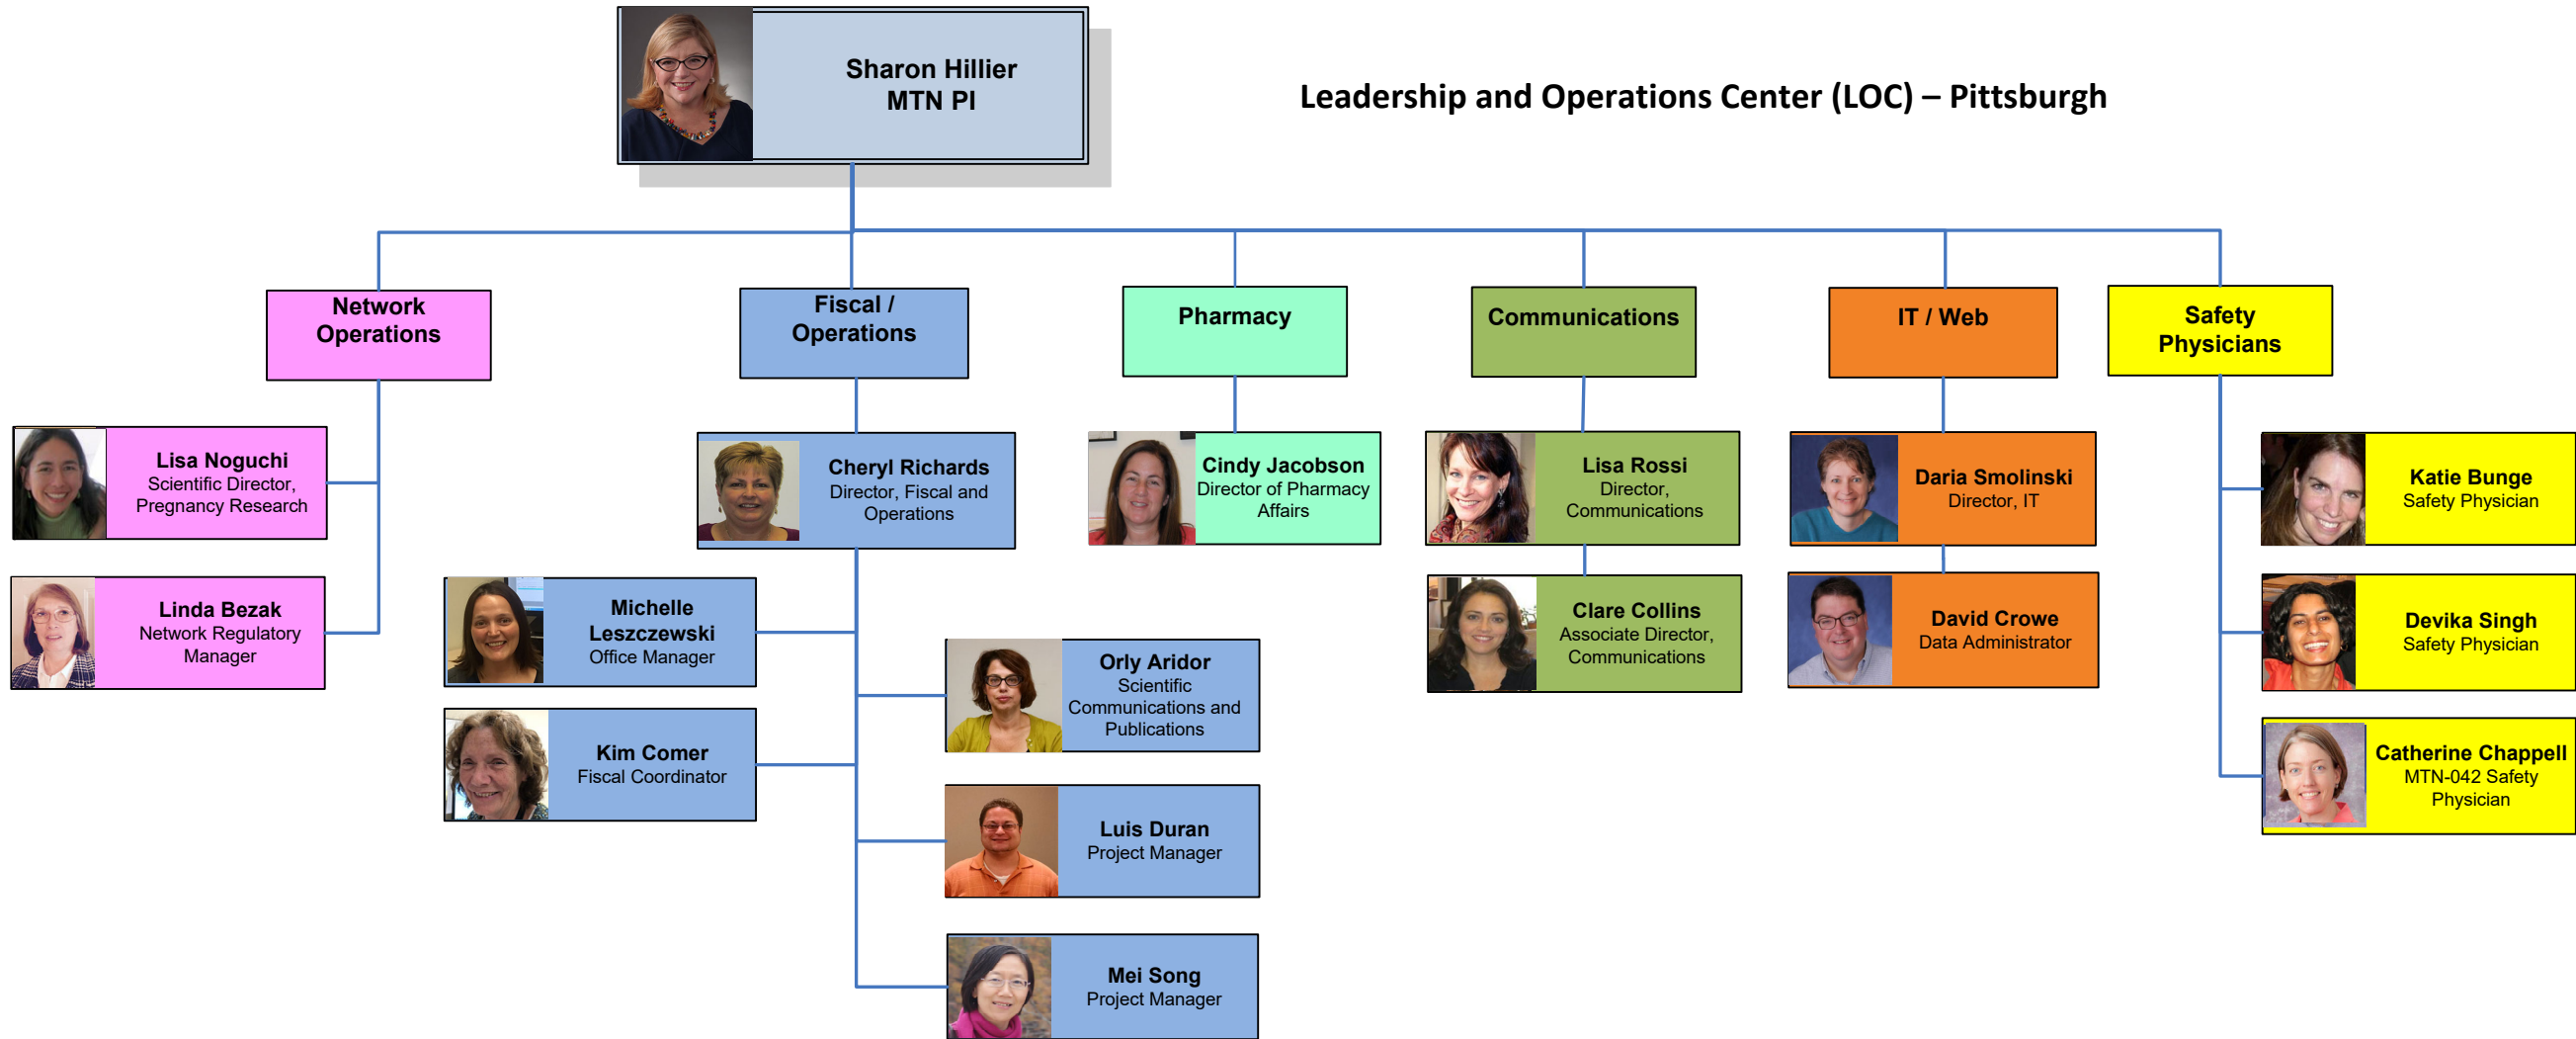 Sharon Hillier
MTN PI
Leadership and Operations Center (LOC) – Pittsburgh
Network
Operations
Fiscal /
Operations
Pharmacy
Communications
IT / Web
Safety
Physicians
Lisa Noguchi
Scientific Director,
Pregnancy Research
Linda Bezak
Network Regulatory
Manager
Cheryl Richards
Director, Fiscal and
Operations
Michelle
Leszczewski
Office Manager
Kim Comer
Fiscal Coordinator
Orly Aridor
Scientific
Communications and
Publications
Luis Duran
Project Manager
Mei Song
Project Manager
Cindy Jacobson
Director of Pharmacy
Affairs
Lisa Rossi
Director,
Communications
Clare Collins
Associate Director,
Communications
Daria Smolinski
Director, IT
David Crowe
Data Administrator
Katie Bunge
Safety Physician
Devika Singh
Safety Physician
Catherine Chappell
MTN-042 Safety
Physician